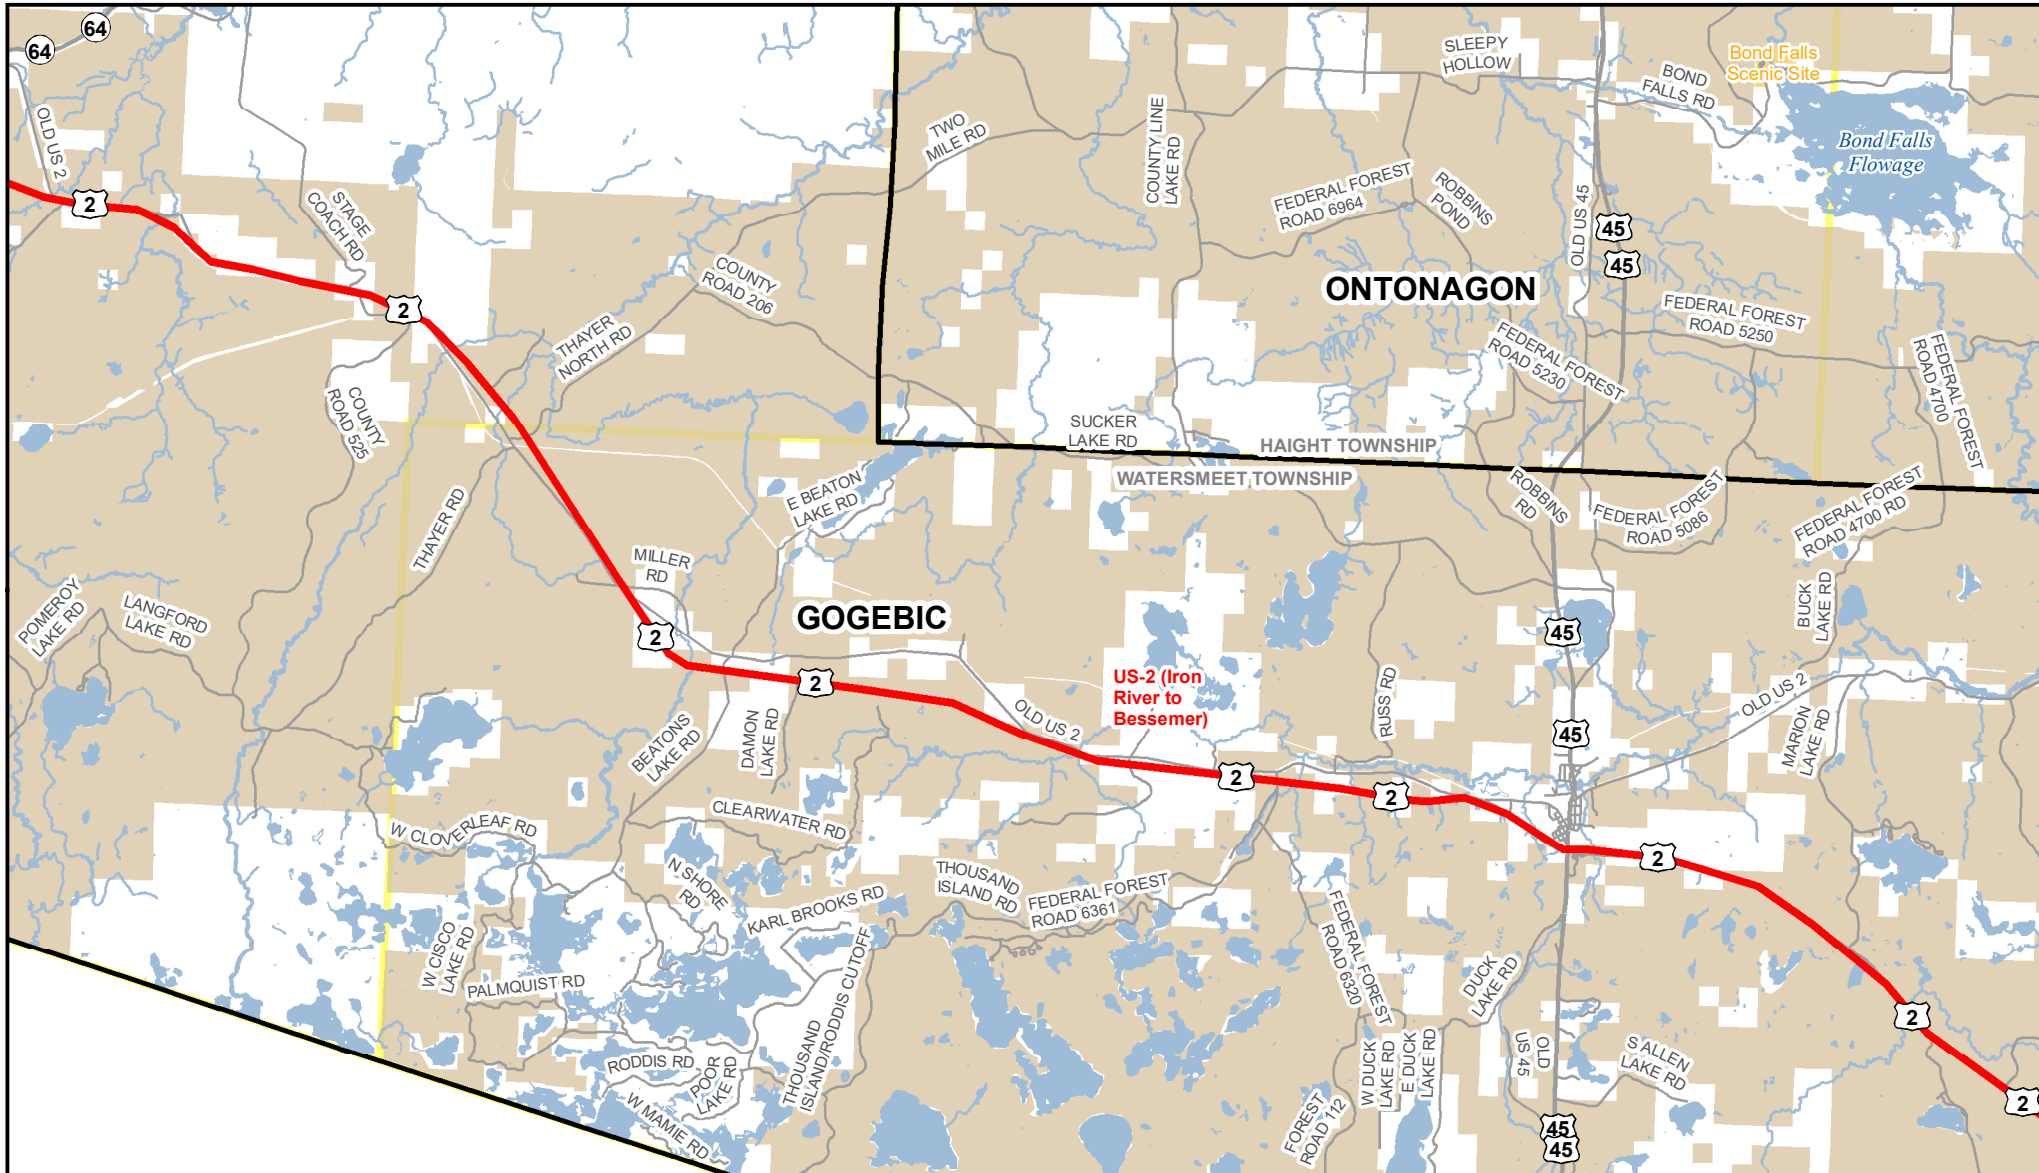 64
64
OLD US 2
2
STAGE
COACH RD
2
COUNTY
ROAD 525
THAYER
NORTH RD
COUNTY
ROAD 206
TWO
MILE RD
COUNTY LINE
LAKE RD
SLEEPY
HOLLOW
BOND
FALLS RD
Bond Falls
Scenic Site
Bond Falls
Flowage
FEDERAL FOREST
ROAD 6964
ROBBINS
POND
OLD US 45
45
45
ONTONAGON
FEDERAL FOREST
ROAD 5250
FEDERAL FOREST
ROAD 5230
FEDERAL FOREST
ROAD 4700
SUCKER
LAKE RD
HAIGHT TOWNSHIP
WATERSMEET TOWNSHIP
ROBBINS
RD
FEDERAL FOREST
ROAD 5086
FEDERAL FOREST
ROAD 4700 RD
E BEATON
LAKE RD
THAYER RD
MILLER
RD
POMEROY
LAKE RD
LANGFORD
LAKE RD
GOGEBIC
2
2
BUCK
LAKE RD
45
US-2 (Iron
River to
Bessemer)
RUSS RD
OLD US 2
OLD US 2
MARION
LAKE RD
45
BEATONS
LAKE RD
DAMON
LAKE RD
2
2
W CLOVERLEAF RD
CLEARWATER RD
2
N SHORE
RD
KARL BROOKS RD
THOUSAND
ISLAND RD
FEDERAL FOREST
ROAD 6361
FEDERAL FOREST
ROAD 6320
W CISCO
LAKE RD
PALMQUIST RD
DUCK
LAKE RD
2
THOUSAND
ISLAND/RODDIS CUTOFF
RODDIS RD
POOR
LAKE RD
W MAMIE RD
W DUCK
LAKE RD
E DUCK
LAKE RD
OLD
US 45
S ALLEN
LAKE RD
FOREST
ROAD 112
45
45
2